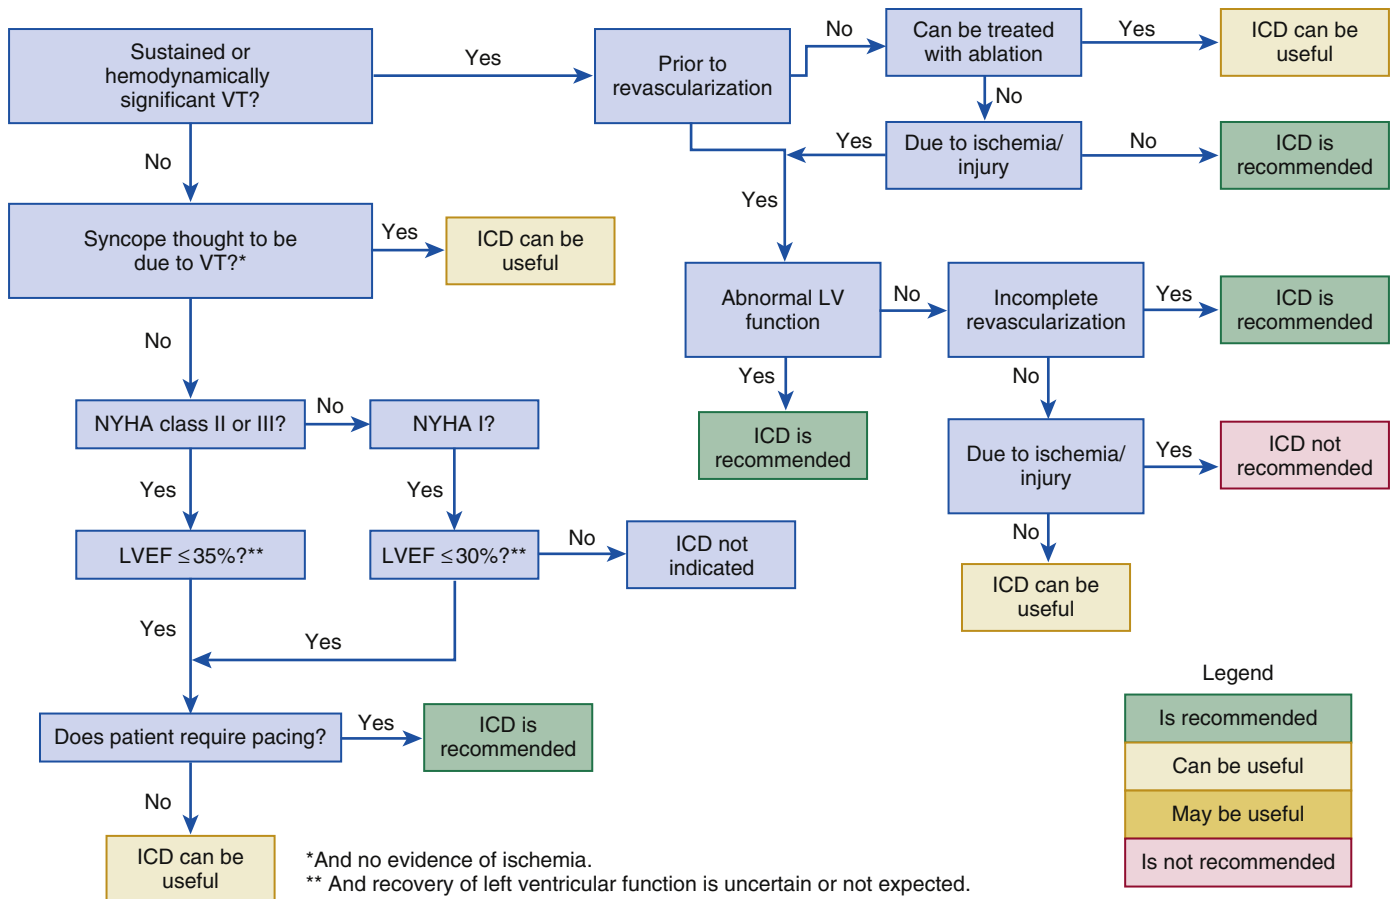 Sustained or
hemodynamically
significant VT?
Yes
Prior to
revascularization
No
Can be treated
with ablation
Yes
ICD can be
useful
No
Due to ischemia/
injury
Yes
No
ICD is
recommended
No
Yes
Syncope thought to be
due to VT?*
Yes
ICD can be
useful
Abnormal LV
function
No
Incomplete
revascularization
Yes
ICD is
recommended
No
Yes
No
ICD is
recommended
NYHA class II or III?
No
NYHA I?
Due to ischemia/
injury
Yes
ICD not
recommended
Yes
Yes
No
LVEF ≤ 35%?**
LVEF ≤ 30%?**
No
ICD not
indicated
ICD can be
useful
Yes
Yes
Does patient require pacing?
Yes
ICD is
recommended
No
ICD can be
useful
Legend
Is recommended
Can be useful
May be useful
Is not recommended
*And no evidence of ischemia.
** And recovery of left ventricular function is uncertain or not expected.